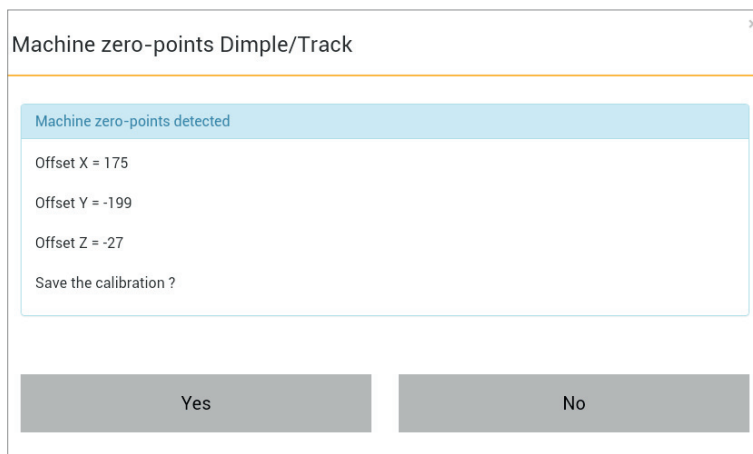 Machine zero-points Dimple/Track
Machine zero-points detected
Offset X = 175
Offset Y = -199
Offset Z = -27
Save the calibration ?
Yes
No